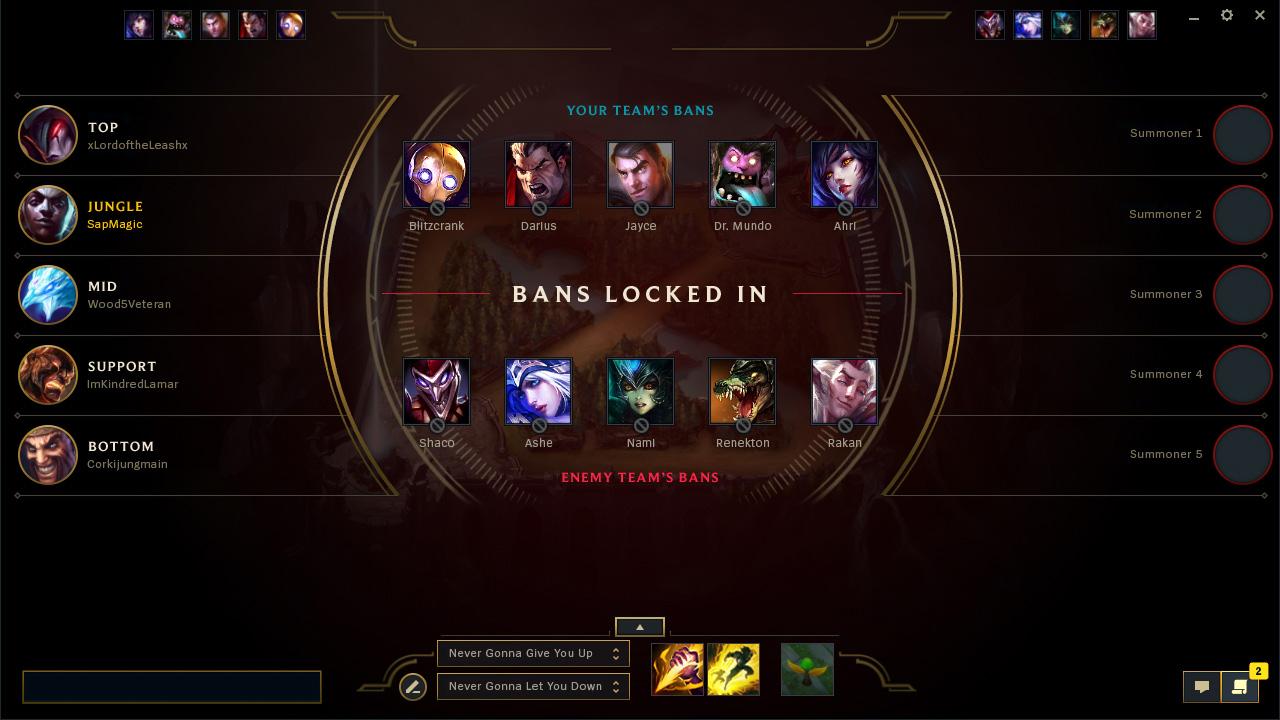 YOUR TEAM'S BANS
TOP
xLordoftheLeashx
Summoner 1
JUNGLE
SapMagic
Summoner 2
Blitzcrank
Darius
Jayce
Dr. Mundo
Ahri
MID
Wood5Veteran
BANS LOCKED IN
Summoner 3
SUPPORT
ImKindredLamar
Summoner 4
BOTTOM
Corkijungmain
Shaco
Ashe
Nami
Renekton
Rakan
Summoner 5
ENEMY TEAM'S BANS
Never Gonna Give You Up
Never Gonna Let You Down
2